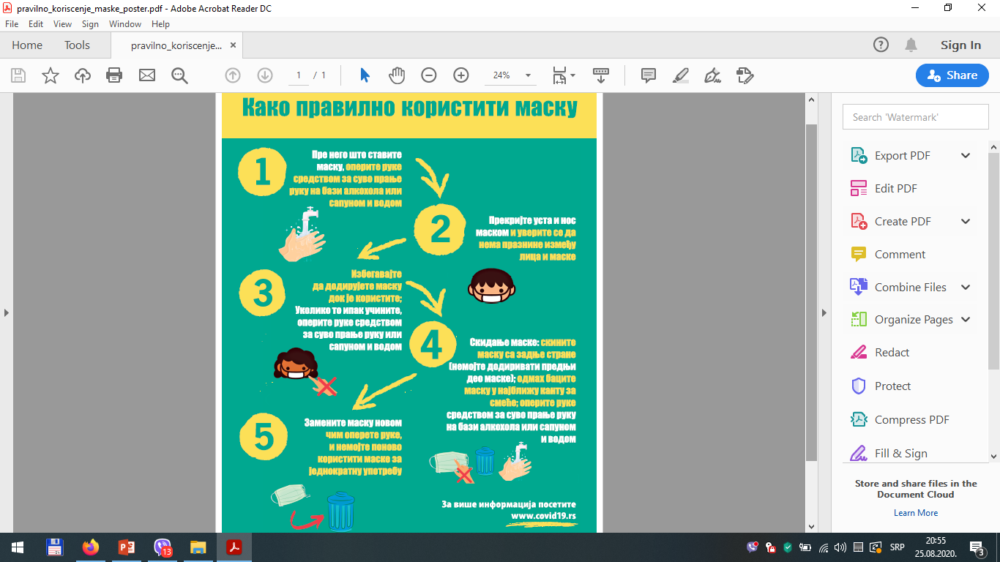 pravilno_koriscenje_maske_poster.pdf - Adobe Acrobat Reader DC
File Edit View Sign Window Help
Home Tools pravilno_koriscenje... × Sign In
1 / 1 24% Share
Како правилно користити маску
1
Пре него што ставите
маску, оперите руке
средством за суво прање
руку на бази алкохола или
сапуном и водом
2
Прекријте уста и нос
маском и уверите се да
нема празнине између
лица и маске
3
Избегавајте
да додирујете маску
док је користите;
Уколико то ипак учините,
оперите руке средством
за суво прање руку или
сапуном и водом
4
Скидање маске: скините
маску са задње стране
(немојте додиривати предњи
део маске); одмах баците
маску у најближу канту за
смеће; оперите руке
средством за суво прање руку
на бази алкохола или сапуном
и водом
5
Замените маску новом
чим оперете руке,
и немојте поново
користити маске за
једнократну употребу
За више информација посетите
www.covid19.rs
Search 'Watermark'
Export PDF
Edit PDF
Create PDF
Comment
Combine Files
Organize Pages
Redact
Protect
Compress PDF
Fill & Sign
Store and share files in the
Document Cloud
Learn More
13
SRP
20:55
25.08.2020.
3